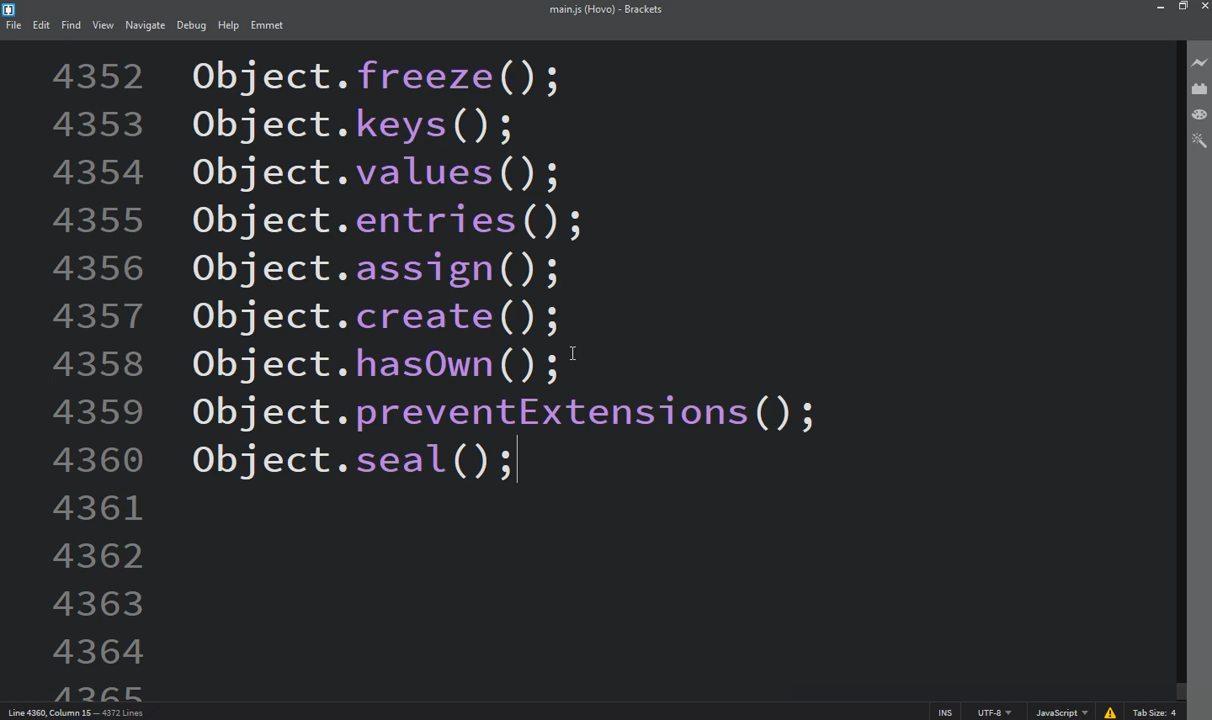 main.js (Hovo) - Brackets
File Edit Find View Navigate Debug Help Emmet
4352 Object.freeze();
4353 Object.keys();
4354 Object.values();
4355 Object.entries();
4356 Object.assign();
4357 Object.create();
4358 Object.hasOwn();
4359 Object.preventExtensions();
4360 Object.seal();
4361
4362
4363
4364
4365
Line 4360, Column 15 — 4372 Lines INS UTF-8 JavaScript Tab Size: 4